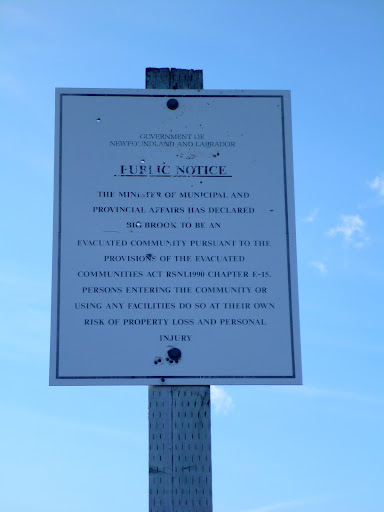 GOVERNMENT OF
NEWFOUNDLAND AND LABRADOR
PUBLIC NOTICE
THE MINISTER OF MUNICIPAL AND
PROVINCIAL AFFAIRS HAS DECLARED
BIG BROOK TO BE AN
EVACUATED COMMUNITY PURSUANT TO THE
PROVISIONS OF THE EVACUATED
COMMUNITIES ACT RSNL1990 CHAPTER E-15.
PERSONS ENTERING THE COMMUNITY OR
USING ANY FACILITIES DO SO AT THEIR OWN
RISK OF PROPERTY LOSS AND PERSONAL
INJURY